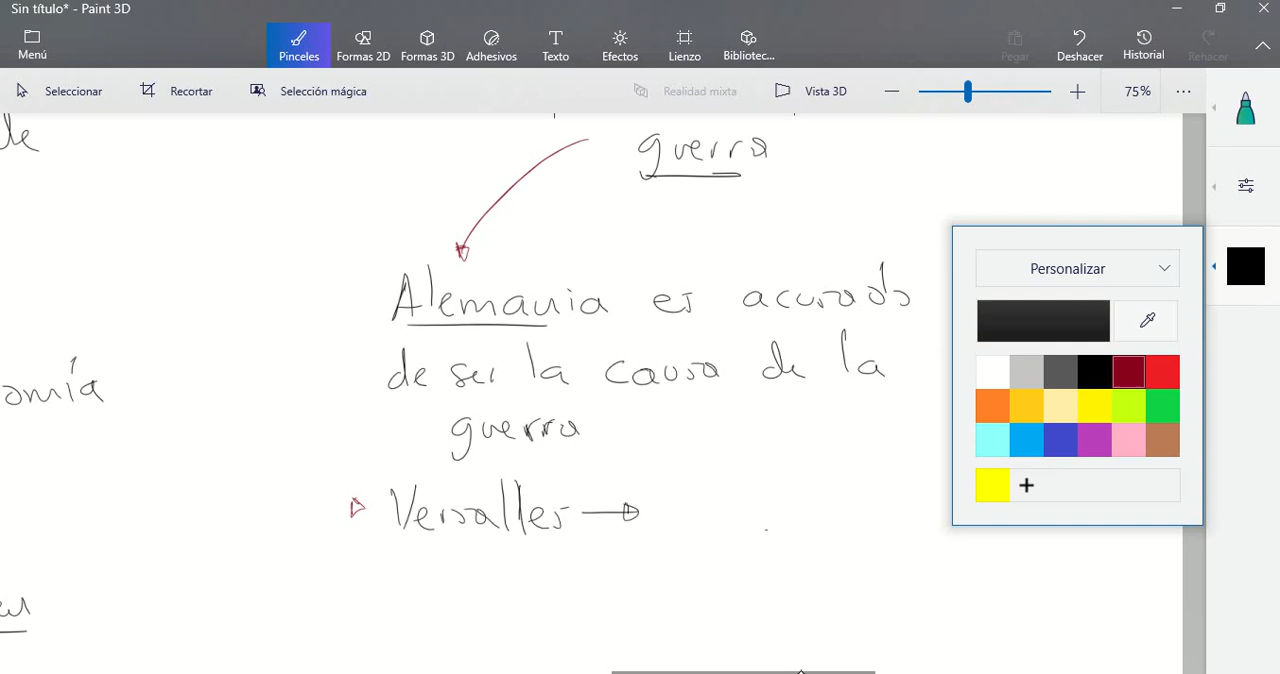 Sin título* - Paint 3D
Menú
Pinceles
Formas 2D
Formas 3D
Adhesivos
Texto
Efectos
Lienzo
Bibliotec...
Pegar
Deshacer
Historial
Rehacer
Seleccionar
Recortar
Selección mágica
Realidad mixta
Vista 3D
75%
guerra
Alemania es acusado
de ser la causa de la
guerra
Versalles
omía
Personalizar